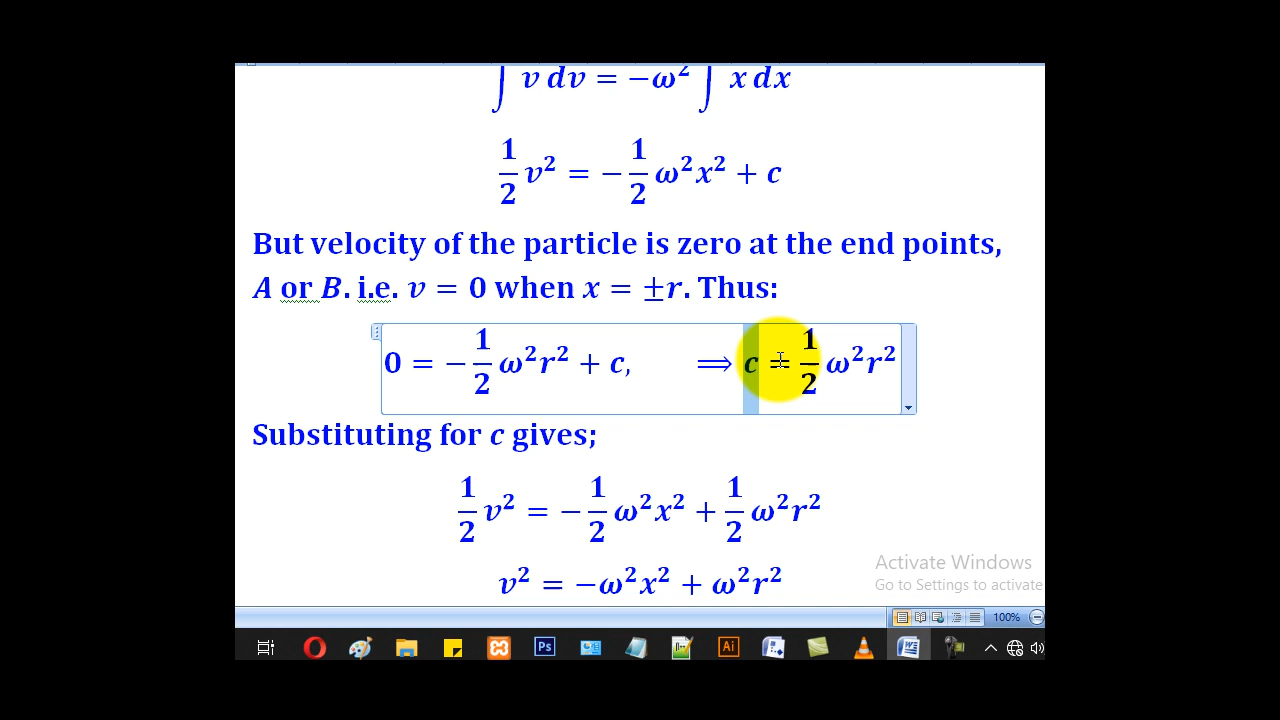 ∫ v dv = −ω² ∫ x dx
1/2 v² = −1/2 ω²x² + c
But velocity of the particle is zero at the end points,
A or B. i.e. v = 0 when x = ±r. Thus:
0 = −1/2 ω²r² + c, ⟹ c = 1/2 ω²r²
Substituting for c gives;
1/2 v² = −1/2 ω²x² + 1/2 ω²r²
v² = −ω²x² + ω²r²
Activate Windows
Go to Settings to activate
100%
Ps Ai